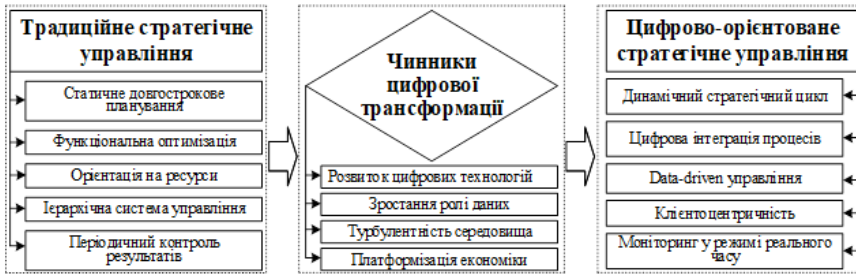 Традиційне стратегічне
управління
Статичне довгострокове
планування
Функціональна оптимізація
Орієнтація на ресурси
Ієрархічна система управління
Періодичний контроль
результатів
Чинники
цифрової
трансформації
Розвиток цифрових технологій
Зростання ролі даних
Турбулентність середовища
Платформізація економіки
Цифрово-орієнтоване
стратегічне управління
Динамічний стратегічний цикл
Цифрова інтеграція процесів
Data-driven управління
Клієнтоцентричність
Моніторинг у режимі реального
часу